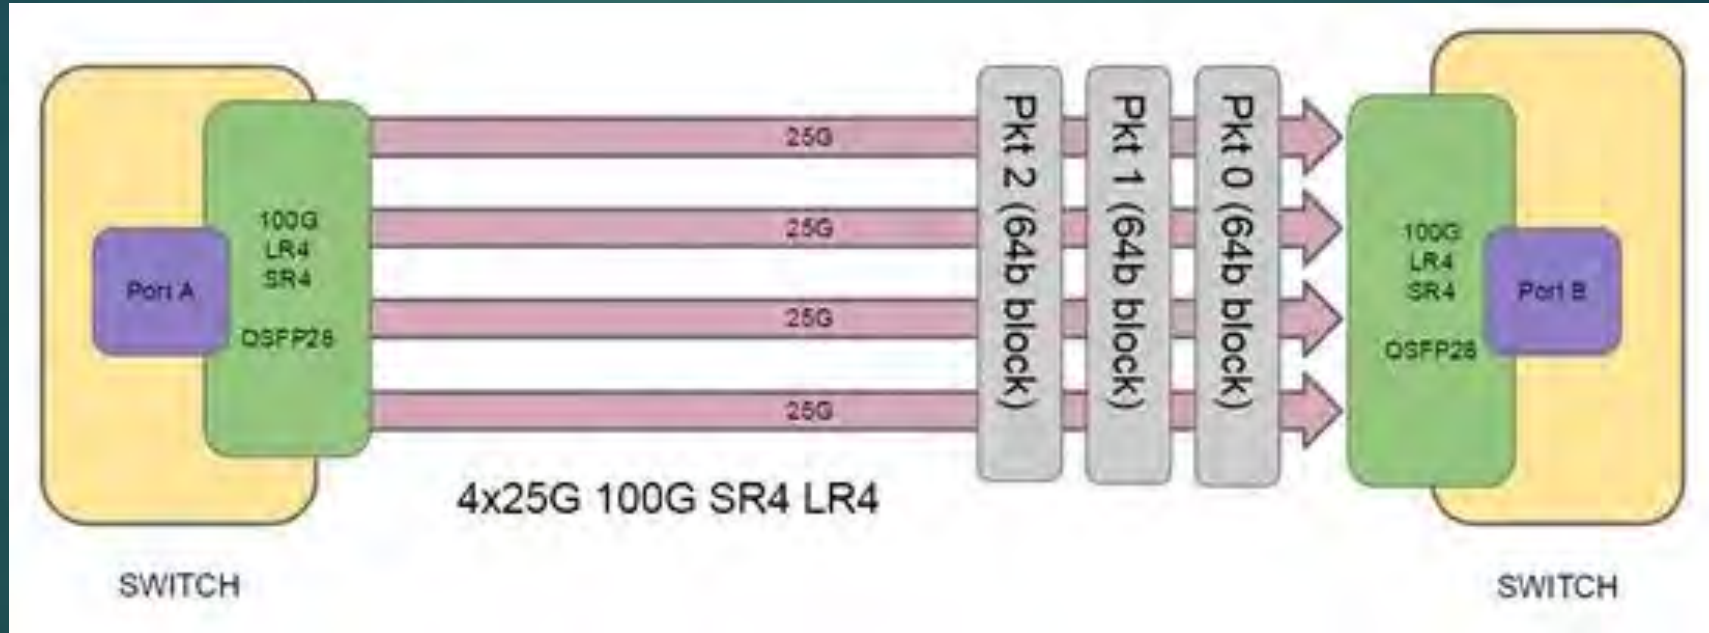 Port A
100G
LR4
SR4
QSFP28
25G
25G
25G
25G
Pkt 2 (64b block)
Pkt 1 (64b block)
Pkt 0 (64b block)
100G
LR4
SR4
QSFP28
Port B
4x25G 100G SR4 LR4
SWITCH
SWITCH